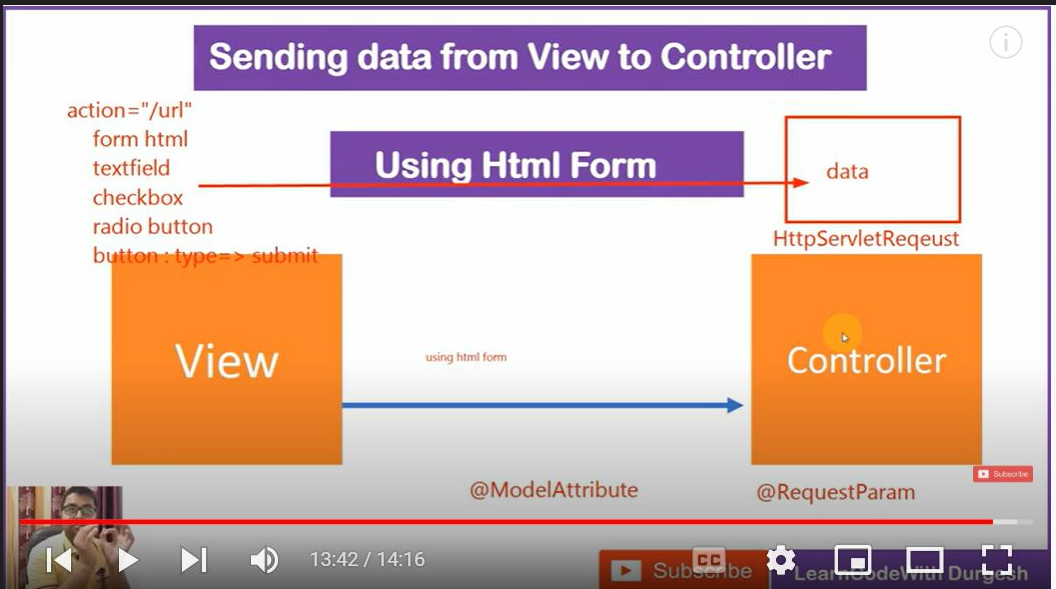 Sending data from View to Controller
action="/url"
form html
textfield
checkbox
radio button
button : type=> submit
Using Html Form
data
HttpServletReqeust
View
using html form
Controller
Subscribe
@ModelAttribute
@RequestParam
13:42 / 14:16
CC
Subscribe
LearnCodeWith Durgesh